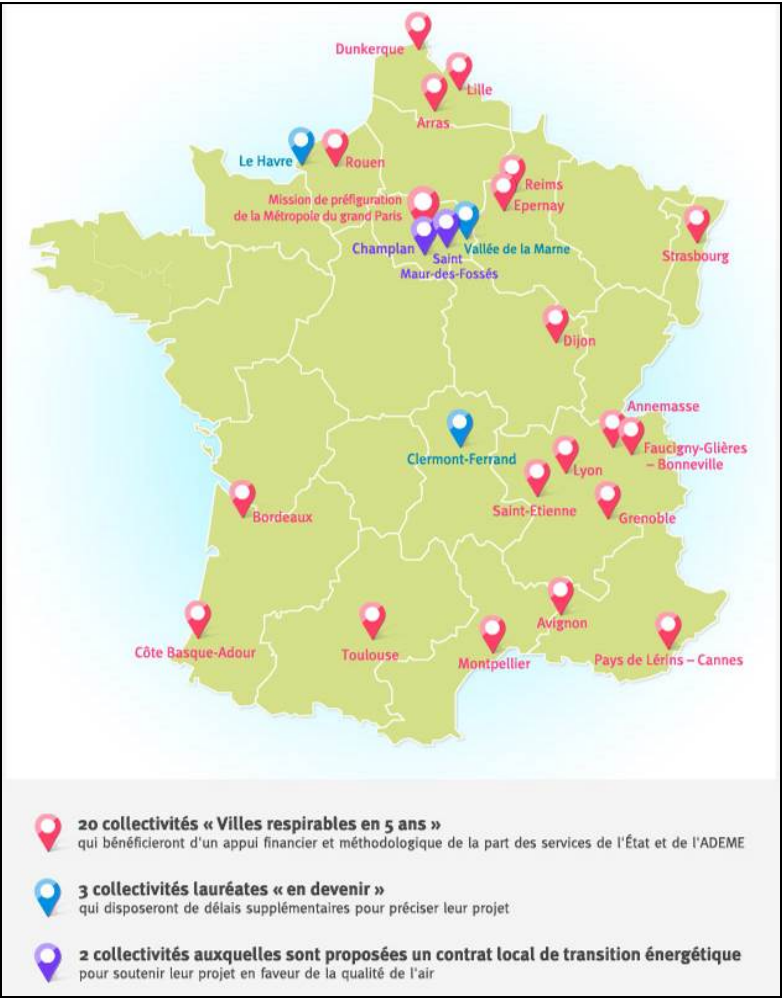 Dunkerque
Lille
Arras
Le Havre
Rouen
Reims
Epernay
Mission de préfiguration
de la Métropole du grand Paris
Champlan
Saint
Maur-des-Fossés
Vallée de la Marne
Strasbourg
Dijon
Annemasse
Faucigny-Glières
– Bonneville
Clermont-Ferrand
Lyon
Saint-Etienne
Grenoble
Bordeaux
Avignon
Côte Basque-Adour
Toulouse
Montpellier
Pays de Lérins – Cannes
20 collectivités « Villes respirables en 5 ans »
qui bénéficieront d'un appui financier et méthodologique de la part des services de l'État et de l'ADEME
3 collectivités lauréates « en devenir »
qui disposeront de délais supplémentaires pour préciser leur projet
2 collectivités auxquelles sont proposées un contrat local de transition énergétique
pour soutenir leur projet en faveur de la qualité de l'air